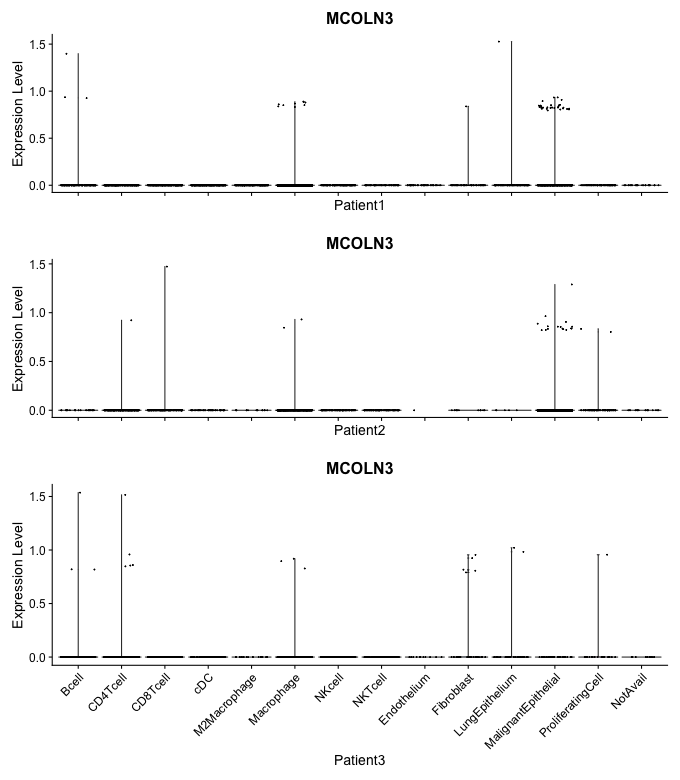 MCOLN3
Expression Level
1.5
1.0
0.5
0.0
Patient1
MCOLN3
Expression Level
1.5
1.0
0.5
0.0
Patient2
MCOLN3
Expression Level
1.5
1.0
0.5
0.0
Bcell
CD4Tcell
CD8Tcell
cDC
M2Macrophage
Macrophage
NKcell
NKTcell
Endothelium
Fibroblast
LungEpithelium
MalignantEpithelial
ProliferatingCell
NotAvail
Patient3